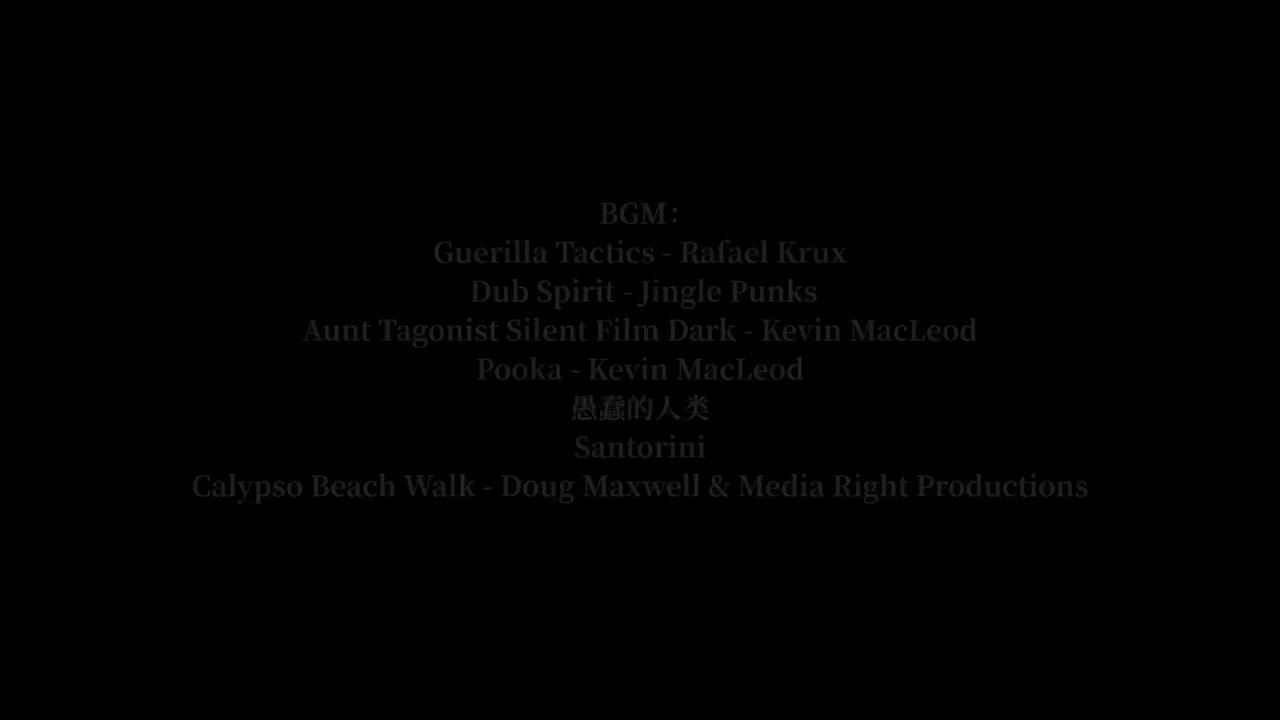 BGM：
Guerilla Tactics - Rafael Krux
Dub Spirit - Jingle Punks
Aunt Tagonist Silent Film Dark - Kevin MacLeod
Pooka - Kevin MacLeod
愚蠢的人类
Santorini
Calypso Beach Walk - Doug Maxwell & Media Right Productions